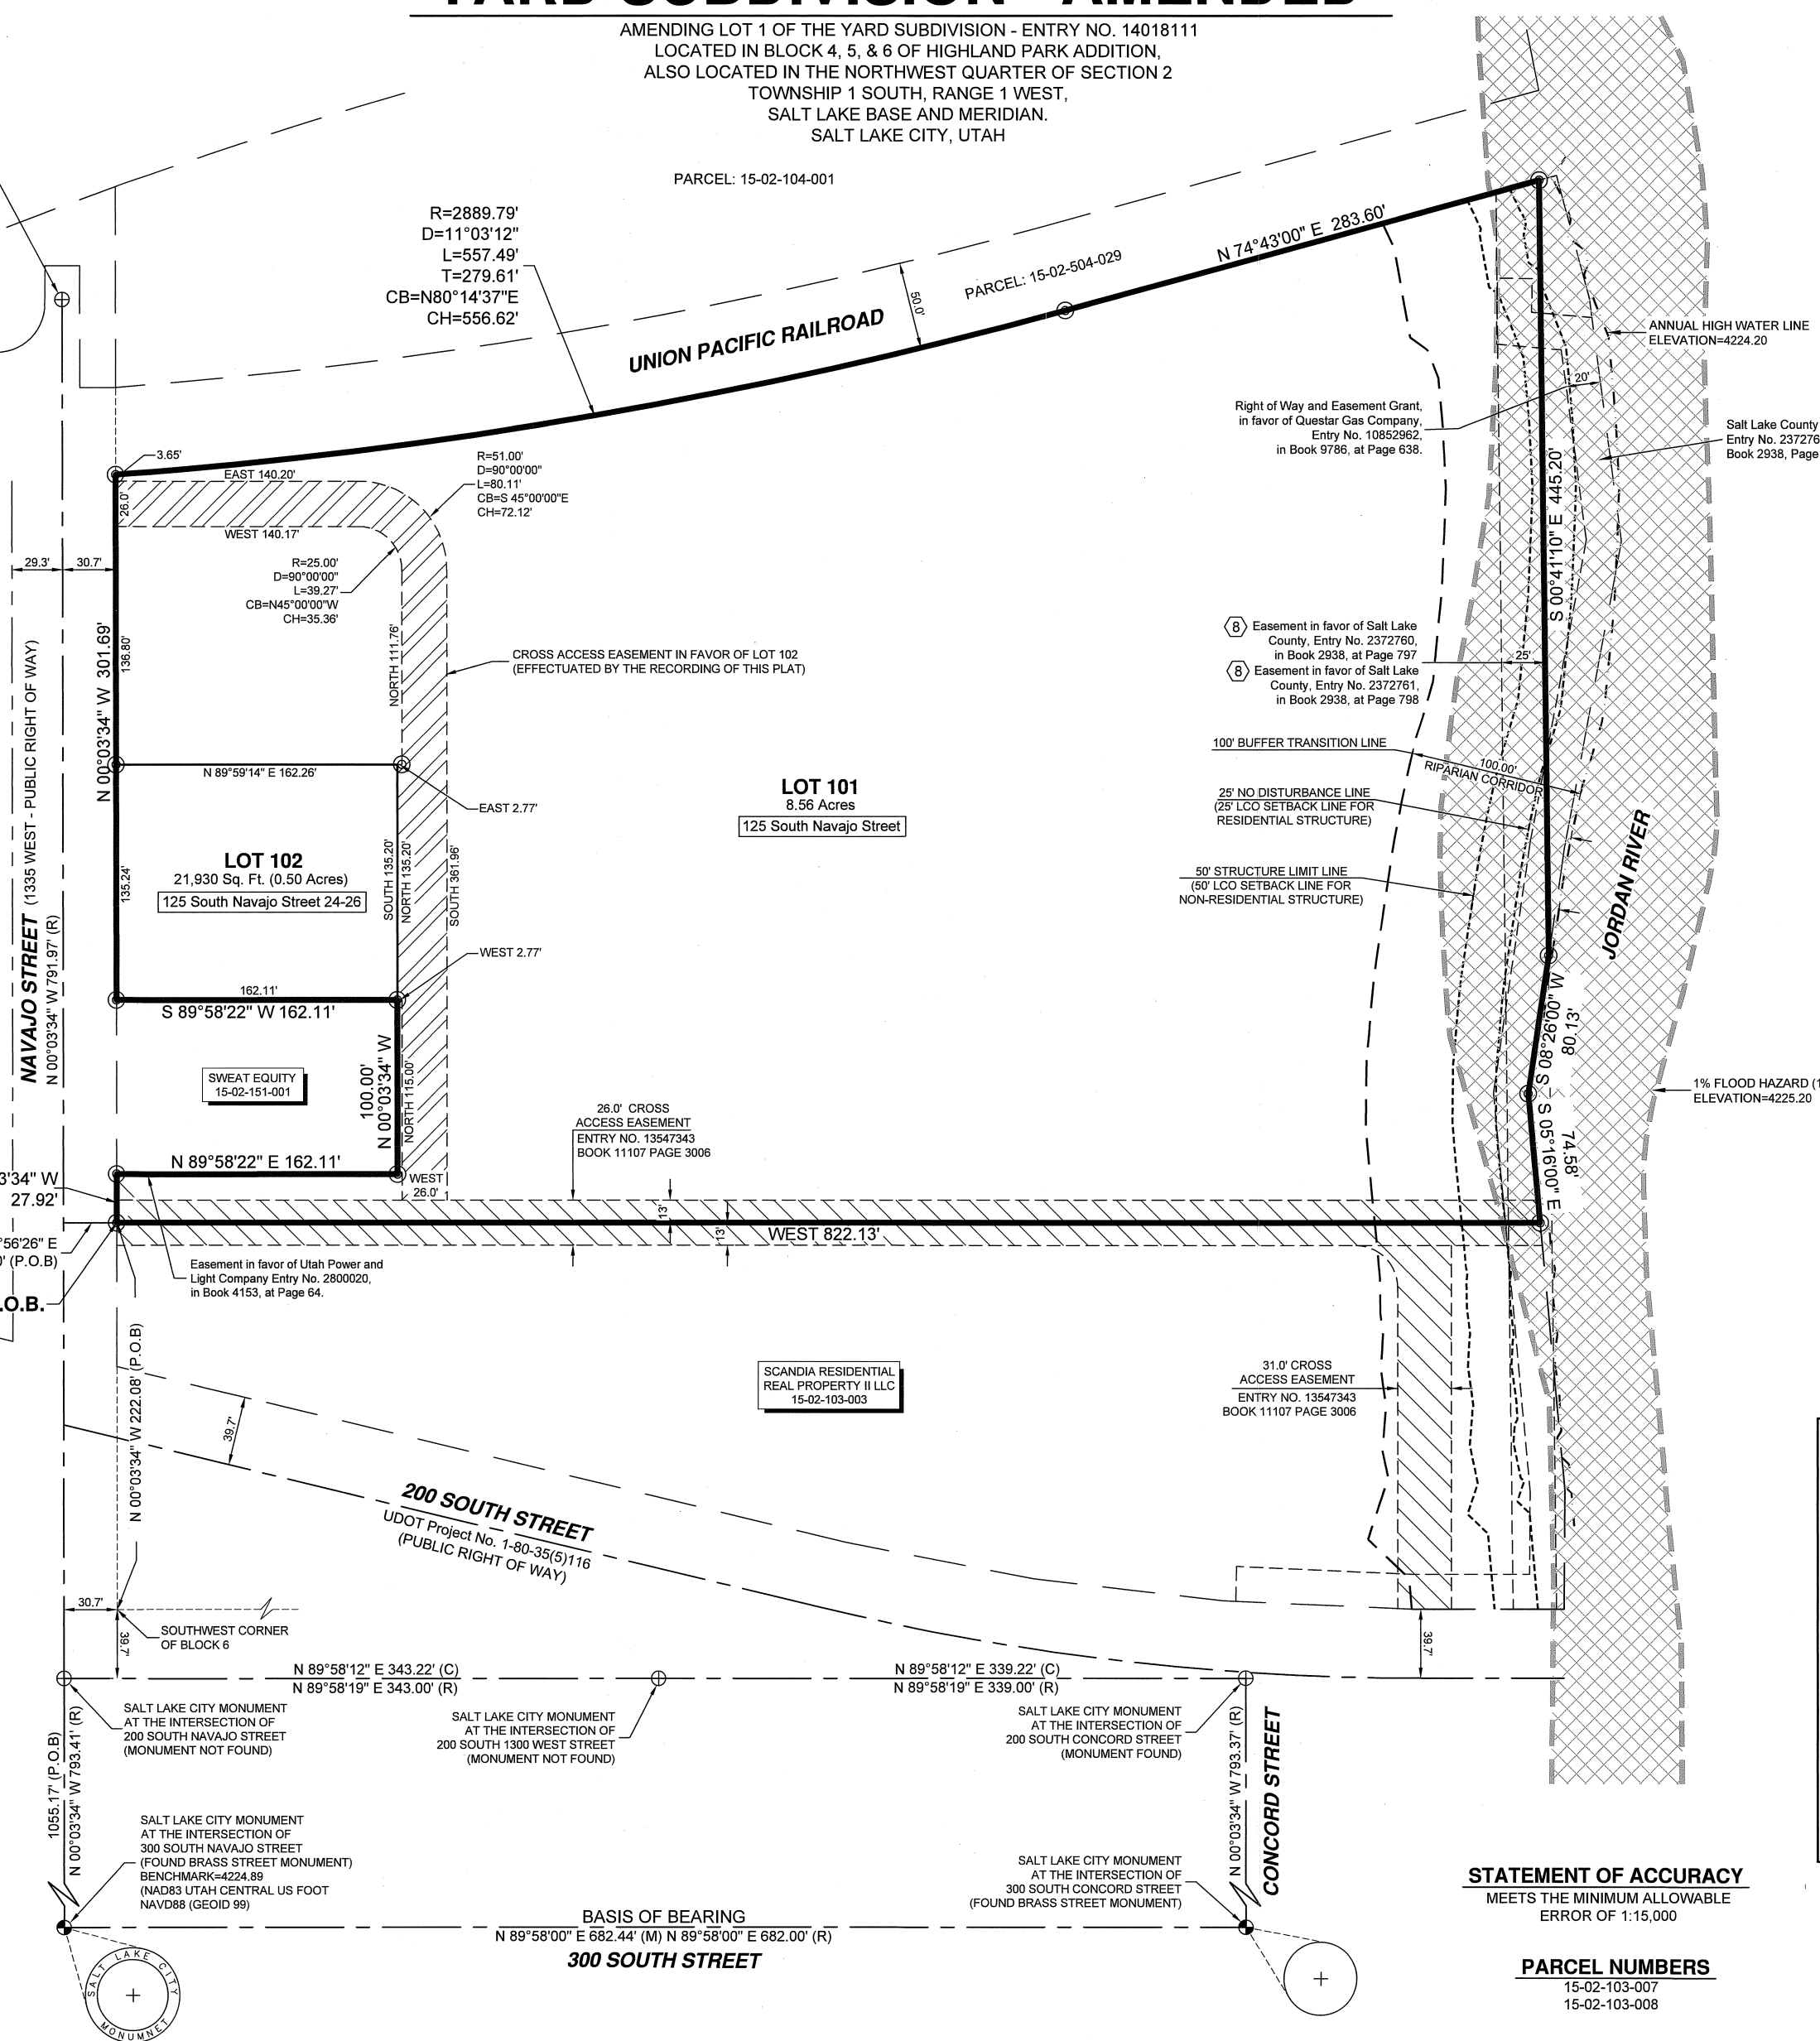 YARD SUBDIVISION - AMENDED
AMENDING LOT 1 OF THE YARD SUBDIVISION - ENTRY NO. 14018111
LOCATED IN BLOCK 4, 5, & 6 OF HIGHLAND PARK ADDITION,
ALSO LOCATED IN THE NORTHWEST QUARTER OF SECTION 2
TOWNSHIP 1 SOUTH, RANGE 1 WEST,
SALT LAKE BASE AND MERIDIAN.
SALT LAKE CITY, UTAH
PARCEL: 15-02-104-001
R=2889.79'
D=11°03'12"
L=557.49'
T=279.61'
CB=N80°14'37"E
CH=556.62'
UNION PACIFIC RAILROAD
50.0'
PARCEL: 15-02-504-029
N 74°43'00" E 283.60'
ANNUAL HIGH WATER LINE
ELEVATION=4224.20
20'
Right of Way and Easement Grant,
in favor of Questar Gas Company,
Entry No. 10852962,
in Book 9786, at Page 638.
Salt Lake County
Entry No. 237276
Book 2938, Page
3.65'
EAST 140.20'
26.0'
WEST 140.17'
R=51.00'
D=90°00'00"
L=80.11'
CB=S 45°00'00"E
CH=72.12'
R=25.00'
D=90°00'00"
L=39.27'
CB=N45°00'00"W
CH=35.36'
29.3'
30.7'
N 00°03'34" W 301.69'
136.80'
NORTH 111.76'
CROSS ACCESS EASEMENT IN FAVOR OF LOT 102
(EFFECTUATED BY THE RECORDING OF THIS PLAT)
S 00°41'10" E 445.20'
8 Easement in favor of Salt Lake
County, Entry No. 2372760,
in Book 2938, at Page 797
8 Easement in favor of Salt Lake
County, Entry No. 2372761,
in Book 2938, at Page 798
25'
100' BUFFER TRANSITION LINE
100.00'
RIPARIAN CORRIDOR
25' NO DISTURBANCE LINE
(25' LCO SETBACK LINE FOR
RESIDENTIAL STRUCTURE)
50' STRUCTURE LIMIT LINE
(50' LCO SETBACK LINE FOR
NON-RESIDENTIAL STRUCTURE)
JORDAN RIVER
N 89°59'14" E 162.26'
EAST 2.77'
LOT 101
8.56 Acres
125 South Navajo Street
LOT 102
21,930 Sq. Ft. (0.50 Acres)
125 South Navajo Street 24-26
135.24'
SOUTH 135.20'
NORTH 135.20'
SOUTH 361.96'
WEST 2.77'
162.11'
S 89°58'22" W 162.11'
NAVAJO STREET (1335 WEST - PUBLIC RIGHT OF WAY)
N 00°03'34" W 791.97' (R)
SWEAT EQUITY
15-02-151-001
100.00'
N 00°03'34" W
NORTH 115.00'
N 89°58'22" E 162.11'
WEST
26.0'
26.0' CROSS
ACCESS EASEMENT
ENTRY NO. 13547343
BOOK 11107 PAGE 3006
S 08°26'00" W
80.13'
S 05°16'00" E
74.58'
1% FLOOD HAZARD (1
ELEVATION=4225.20
3'34" W
27.92'
13'
13'
WEST 822.13'
°56'26" E
' (P.O.B)
.O.B.
Easement in favor of Utah Power and
Light Company Entry No. 2800020,
in Book 4153, at Page 64.
N 00°03'34" W 222.08' (P.O.B)
SCANDIA RESIDENTIAL
REAL PROPERTY II LLC
15-02-103-003
31.0' CROSS
ACCESS EASEMENT
ENTRY NO. 13547343
BOOK 11107 PAGE 3006
39.7'
200 SOUTH STREET
UDOT Project No. 1-80-35(5)116
(PUBLIC RIGHT OF WAY)
30.7'
39.7'
SOUTHWEST CORNER
OF BLOCK 6
39.7'
N 89°58'12" E 343.22' (C)
N 89°58'19" E 343.00' (R)
N 89°58'12" E 339.22' (C)
N 89°58'19" E 339.00' (R)
SALT LAKE CITY MONUMENT
AT THE INTERSECTION OF
200 SOUTH NAVAJO STREET
(MONUMENT NOT FOUND)
SALT LAKE CITY MONUMENT
AT THE INTERSECTION OF
200 SOUTH 1300 WEST STREET
(MONUMENT NOT FOUND)
SALT LAKE CITY MONUMENT
AT THE INTERSECTION OF
200 SOUTH CONCORD STREET
(MONUMENT FOUND)
1055.17' (P.O.B)
N 00°03'34" W 793.41' (R)
N 00°03'34" W 793.37' (R)
CONCORD STREET
SALT LAKE CITY MONUMENT
AT THE INTERSECTION OF
300 SOUTH NAVAJO STREET
(FOUND BRASS STREET MONUMENT)
BENCHMARK=4224.89
(NAD83 UTAH CENTRAL US FOOT
NAVD88 (GEOID 99)
SALT LAKE CITY MONUMENT
AT THE INTERSECTION OF
300 SOUTH CONCORD STREET
(FOUND BRASS STREET MONUMENT)
BASIS OF BEARING
N 89°58'00" E 682.44' (M) N 89°58'00" E 682.00' (R)
300 SOUTH STREET
SALT LAKE CITY
MONUMNET
STATEMENT OF ACCURACY
MEETS THE MINIMUM ALLOWABLE
ERROR OF 1:15,000
PARCEL NUMBERS
15-02-103-007
15-02-103-008